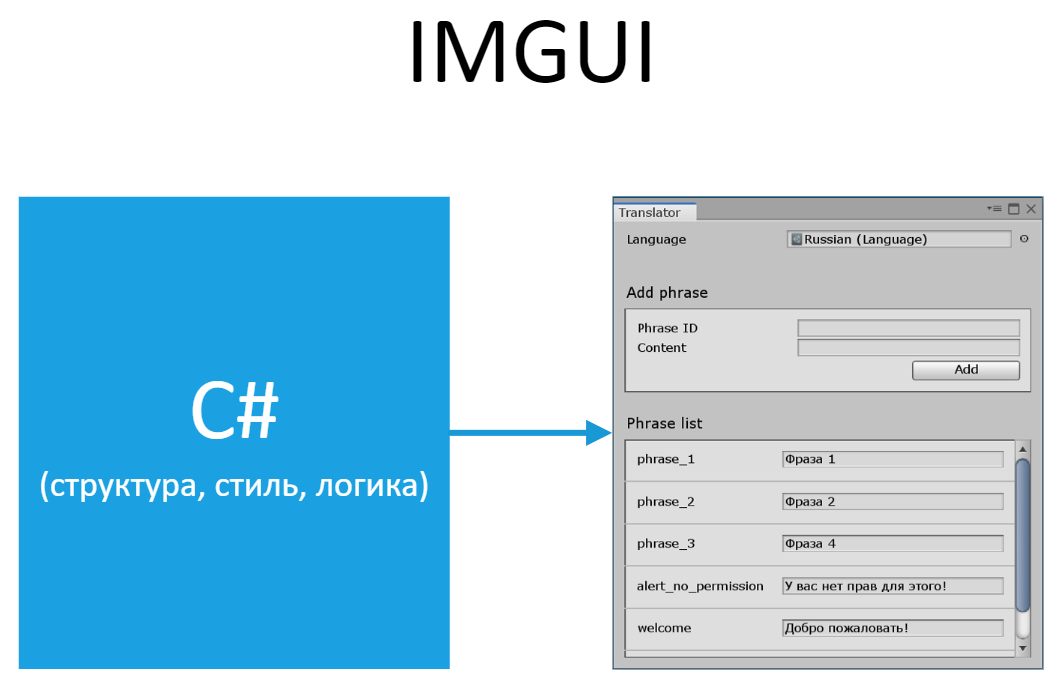 IMGUI
C#
(структура, стиль, логика)
Translator
Language Russian (Language)
Add phrase
Phrase ID
Content
Add
Phrase list
phrase_1 Фраза 1
phrase_2 Фраза 2
phrase_3 Фраза 4
alert_no_permission У вас нет прав для этого!
welcome Добро пожаловать!